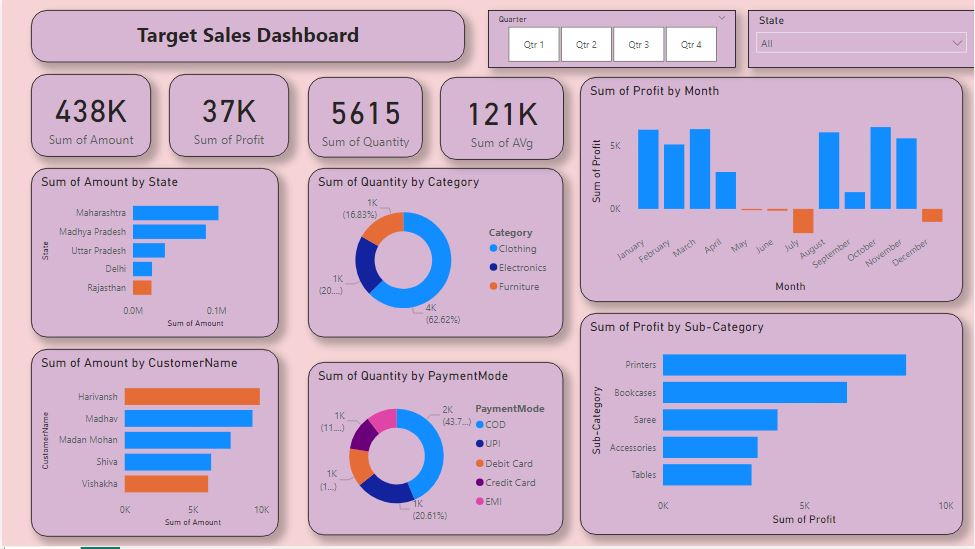 Target Sales Dashboard
Quarter
Qtr 1
Qtr 2
Qtr 3
Qtr 4
State
All
438K
Sum of Amount
37K
Sum of Profit
5615
Sum of Quantity
121K
Sum of AVg
Sum of Profit by Month
Sum of Profit
5K
0K
January
February
March
April
May
June
July
August
September
October
November
December
Month
Sum of Amount by State
State
Maharashtra
Madhya Pradesh
Uttar Pradesh
Delhi
Rajasthan
0.0M
0.1M
Sum of Amount
Sum of Quantity by Category
1K
(16.83%)
1K
(20....)
4K
(62.62%)
Category
Clothing
Electronics
Furniture
Sum of Profit by Sub-Category
Sub-Category
Printers
Bookcases
Saree
Accessories
Tables
0K
5K
10K
Sum of Profit
Sum of Amount by CustomerName
CustomerName
Harivansh
Madhav
Madan Mohan
Shiva
Vishakha
0K
5K
10K
Sum of Amount
Sum of Quantity by PaymentMode
1K
(11....)
2K
(43.7...)
1K
(1...)
1K
(20.61%)
PaymentMode
COD
UPI
Debit Card
Credit Card
EMI